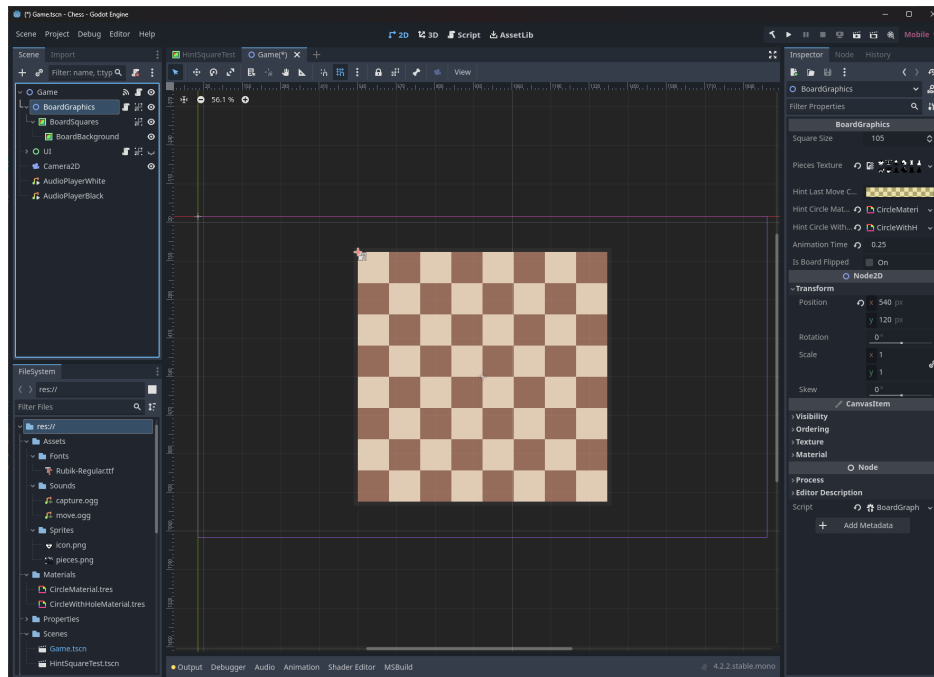 (*) Game.tscn - Chess - Godot Engine
Scene Project Debug Editor Help
2D 3D Script AssetLib
Mobile
Scene Import
Filter: name, t:typ
Game
BoardGraphics
BoardSquares
BoardBackground
UI
Camera2D
AudioPlayerWhite
AudioPlayerBlack
FileSystem
res://
Filter Files
res://
Assets
Fonts
Rubik-Regular.ttf
Sounds
capture.ogg
move.ogg
Sprites
icon.png
pieces.png
Materials
CircleMaterial.tres
CircleWithHoleMaterial.tres
Properties
Scenes
Game.tscn
HintSquareTest.tscn
HintSquareTest Game(*)
View
56.1 %
Output Debugger Audio Animation Shader Editor MSBuild
4.2.2.stable.mono
Inspector Node History
BoardGraphics
Filter Properties
BoardGraphics
Square Size 105
Pieces Texture
Hint Last Move C...
Hint Circle Mat... CircleMateri
Hint Circle With... CircleWithH
Animation Time 0.25
Is Board Flipped On
Node2D
Transform
Position x 540 px
y 120 px
Rotation 0°
Scale x 1
y 1
Skew 0°
CanvasItem
Visibility
Ordering
Texture
Material
Node
Process
Editor Description
Script BoardGraph
Add Metadata